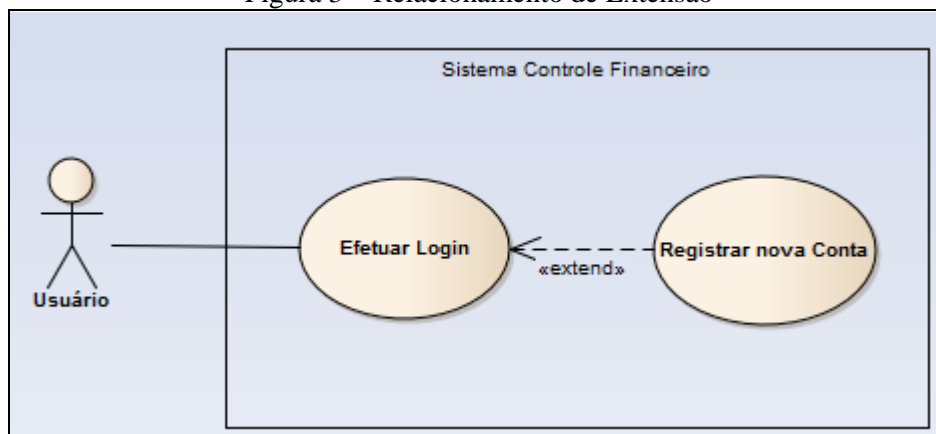 Figura 3 – Relacionamento de Extensão
Sistema Controle Financeiro
Efetuar Login
Registrar nova Conta
«extend»
Usuário